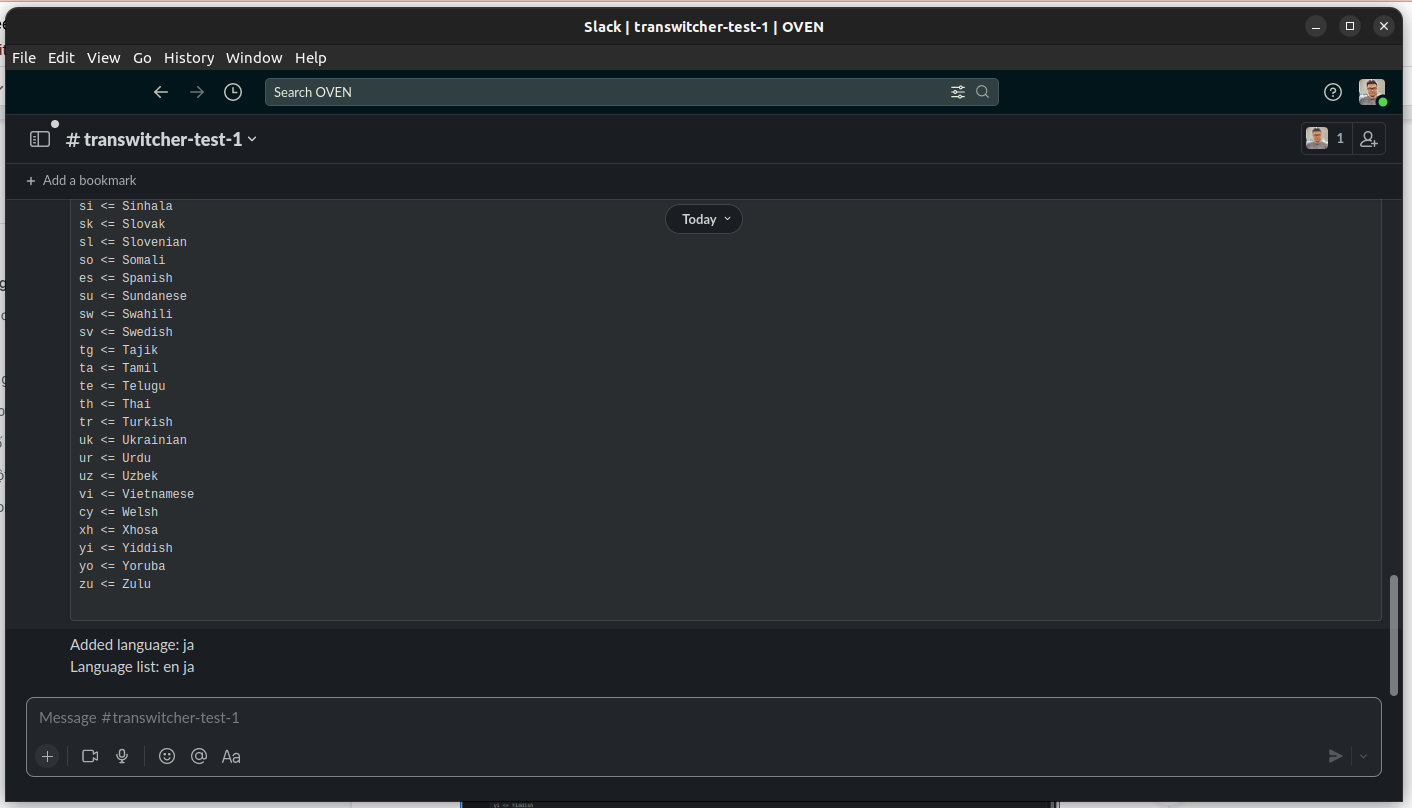 Slack | transwitcher-test-1 | OVEN
File Edit View Go History Window Help
Search OVEN
# transwitcher-test-1
1
+ Add a bookmark
Today
si <= Sinhala
sk <= Slovak
sl <= Slovenian
so <= Somali
es <= Spanish
su <= Sundanese
sw <= Swahili
sv <= Swedish
tg <= Tajik
ta <= Tamil
te <= Telugu
th <= Thai
tr <= Turkish
uk <= Ukrainian
ur <= Urdu
uz <= Uzbek
vi <= Vietnamese
cy <= Welsh
xh <= Xhosa
yi <= Yiddish
yo <= Yoruba
zu <= Zulu
Added language: ja
Language list: en ja
Message #transwitcher-test-1
Aa
yi <= Yiddish